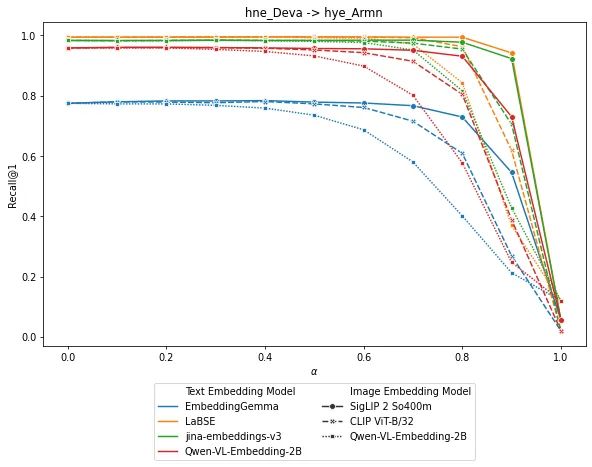 hne_Deva -> hye_Armn
Recall@1
1.0
0.8
0.6
0.4
0.2
0.0
0.0 0.2 0.4 0.6 0.8 1.0
α
Text Embedding Model Image Embedding Model
EmbeddingGemma SigLIP 2 So400m
LaBSE CLIP ViT-B/32
jina-embeddings-v3 Qwen-VL-Embedding-2B
Qwen-VL-Embedding-2B